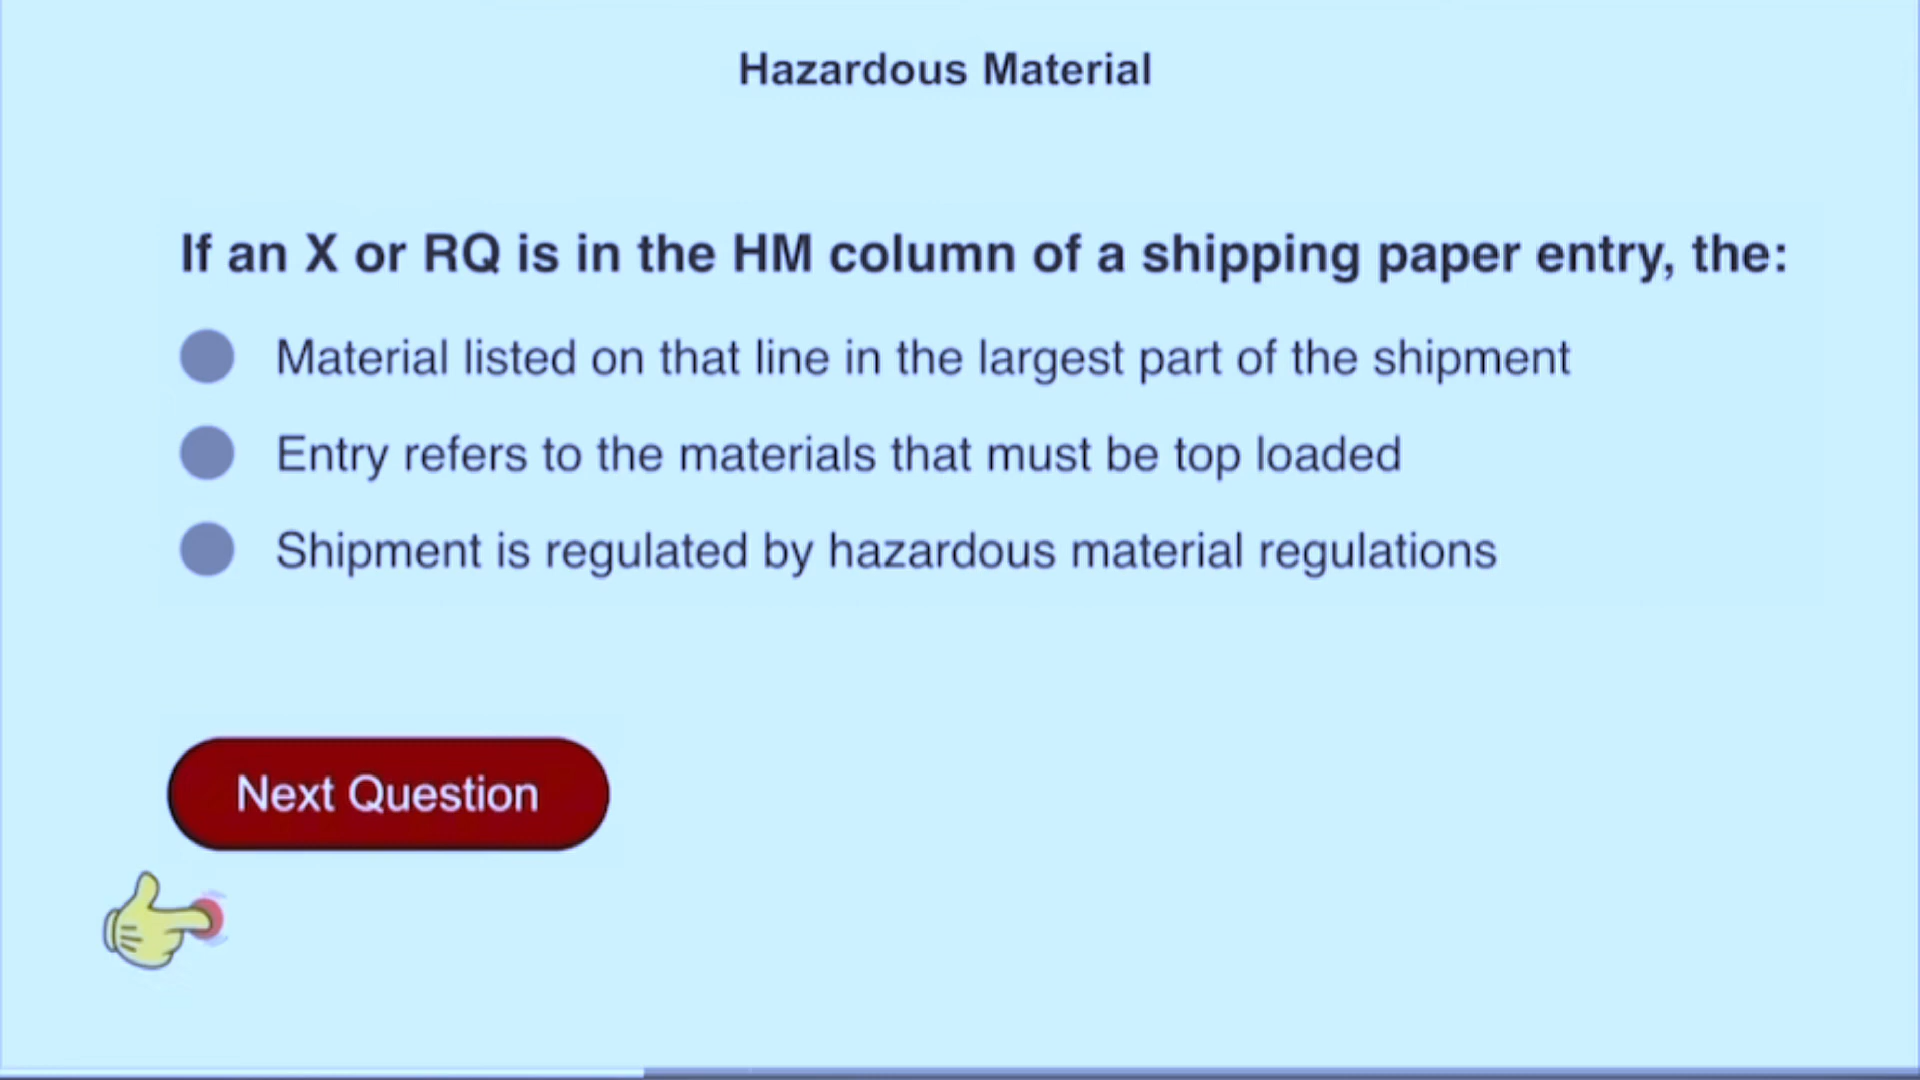 Hazardous Material
If an X or RQ is in the HM column of a shipping paper entry, the:
Material listed on that line in the largest part of the shipment
Entry refers to the materials that must be top loaded
Shipment is regulated by hazardous material regulations
Next Question